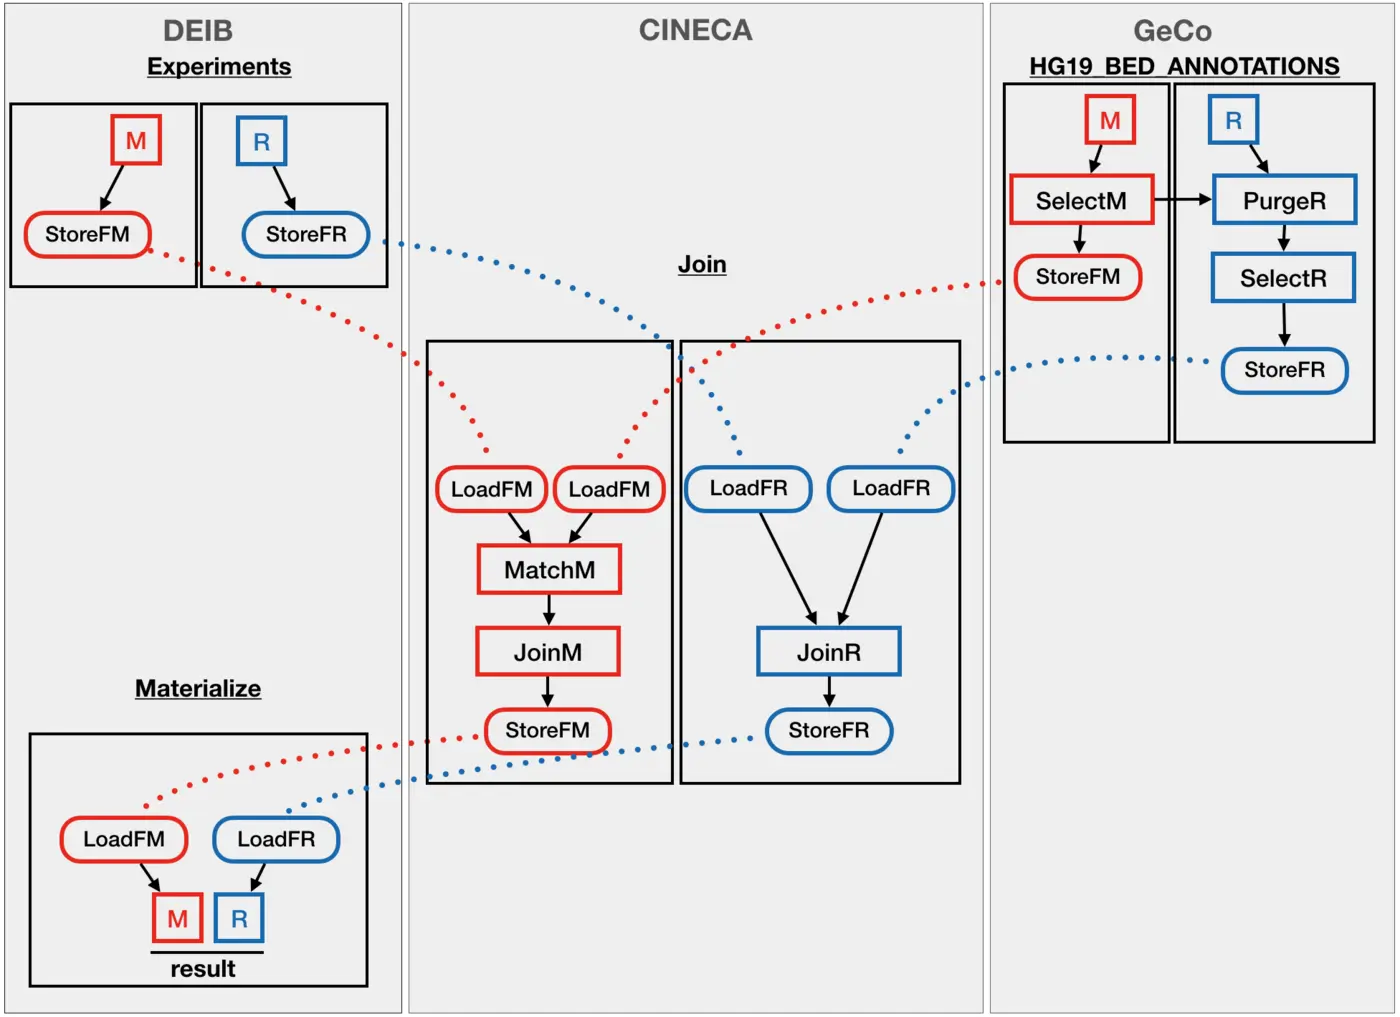 DEIB
Experiments
M
R
StoreFM
StoreFR
Materialize
LoadFM
LoadFR
M
R
result
CINECA
Join
LoadFM
LoadFM
LoadFR
LoadFR
MatchM
JoinM
JoinR
StoreFM
StoreFR
GeCo
HG19_BED_ANNOTATIONS
M
R
SelectM
PurgeR
StoreFM
SelectR
StoreFR